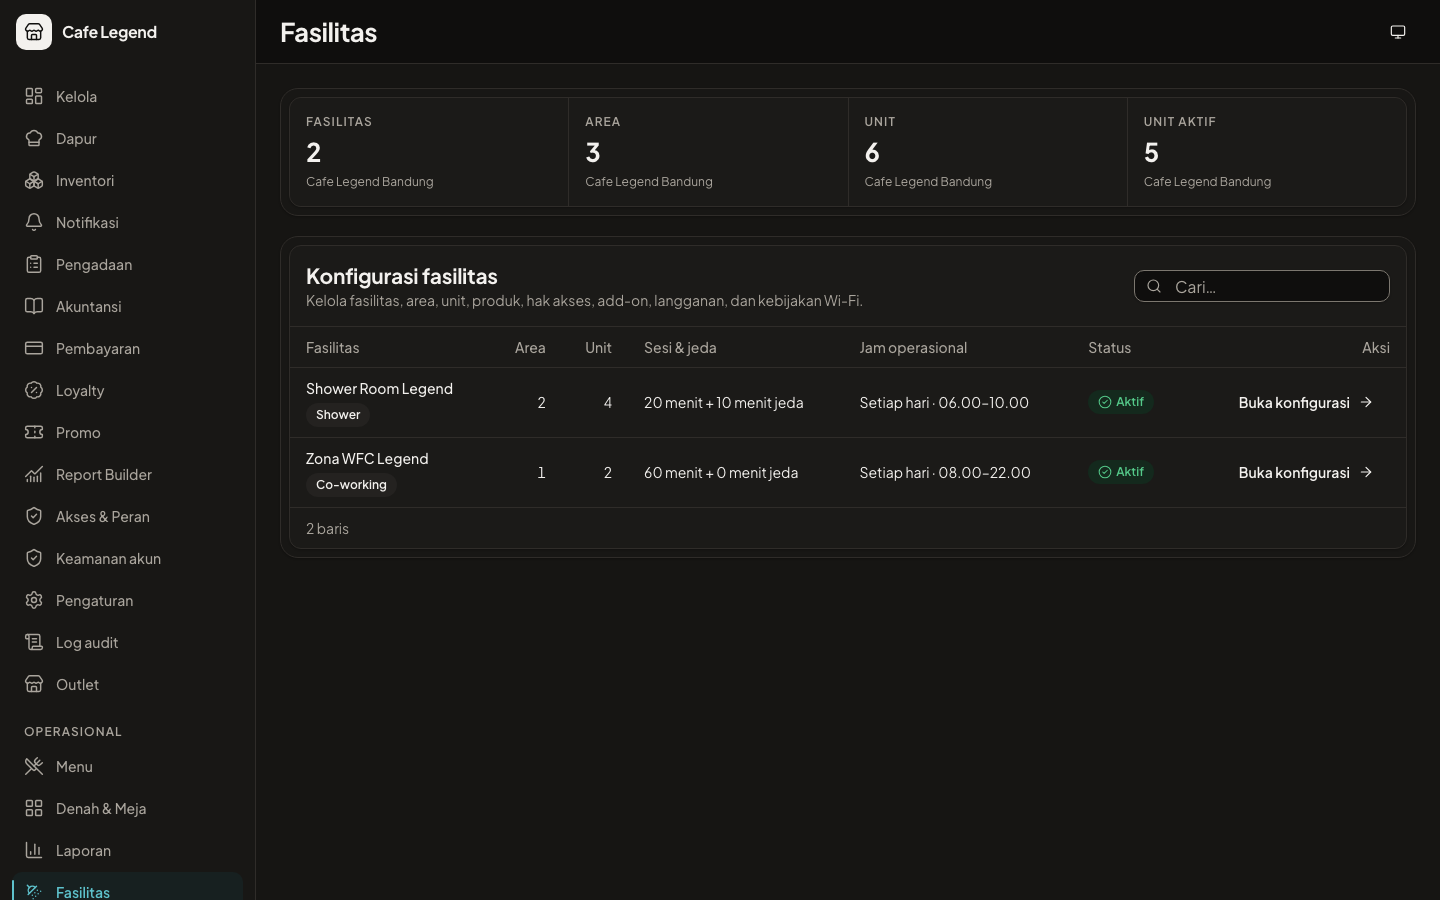 Cafe Legend
Kelola
Dapur
Inventori
Notifikasi
Pengadaan
Akuntansi
Pembayaran
Loyalty
Promo
Report Builder
Akses & Peran
Keamanan akun
Pengaturan
Log audit
Outlet
OPERASIONAL
Menu
Denah & Meja
Laporan
Fasilitas
Fasilitas
FASILITAS
2
Cafe Legend Bandung
AREA
3
Cafe Legend Bandung
UNIT
6
Cafe Legend Bandung
UNIT AKTIF
5
Cafe Legend Bandung
Konfigurasi fasilitas
Kelola fasilitas, area, unit, produk, hak akses, add-on, langganan, dan kebijakan Wi-Fi.
Cari...
Fasilitas Area Unit Sesi & jeda Jam operasional Status Aksi
Shower Room Legend
Shower
2 4 20 menit + 10 menit jeda Setiap hari · 06.00–10.00 Aktif Buka konfigurasi
Zona WFC Legend
Co-working
1 2 60 menit + 0 menit jeda Setiap hari · 08.00–22.00 Aktif Buka konfigurasi
2 baris